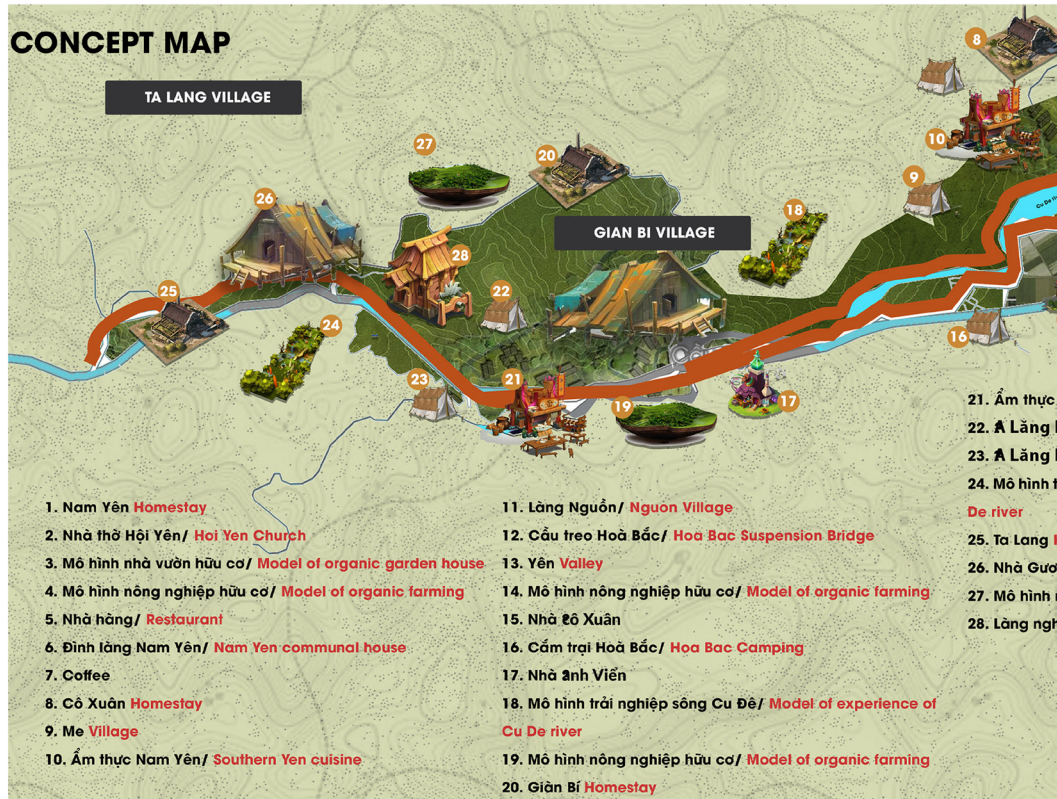 CONCEPT MAP
TA LANG VILLAGE
8
27
20
10
26
9
18
GIAN BI VILLAGE
28
25
22
24
16
23
21
19
17
1. Nam Yên Homestay
2. Nhà thờ Hội Yên/ Hoi Yen Church
3. Mô hình nhà vườn hữu cơ/ Model of organic garden house
4. Mô hình nông nghiệp hữu cơ/ Model of organic farming
5. Nhà hàng/ Restaurant
6. Đình làng Nam Yên/ Nam Yen communal house
7. Coffee
8. Cô Xuân Homestay
9. Me Village
10. Ẩm thực Nam Yên/ Southern Yen cuisine
11. Làng Nguồn/ Nguon Village
12. Cầu treo Hoà Bắc/ Hoa Bac Suspension Bridge
13. Yên Valley
14. Mô hình nông nghiệp hữu cơ/ Model of organic farming
15. Nhà cô Xuân
16. Cắm trại Hoà Bắc/ Hoa Bac Camping
17. Nhà anh Viển
18. Mô hình trải nghiệp sông Cu Đê/ Model of experience of
Cu De river
19. Mô hình nông nghiệp hữu cơ/ Model of organic farming
20. Giàn Bí Homestay
21. Ẩm thực
22. A Lăng
23. A Lăng
24. Mô hình
De river
25. Ta Lang
26. Nhà
27. Mô hình
28. Làng
Cu De